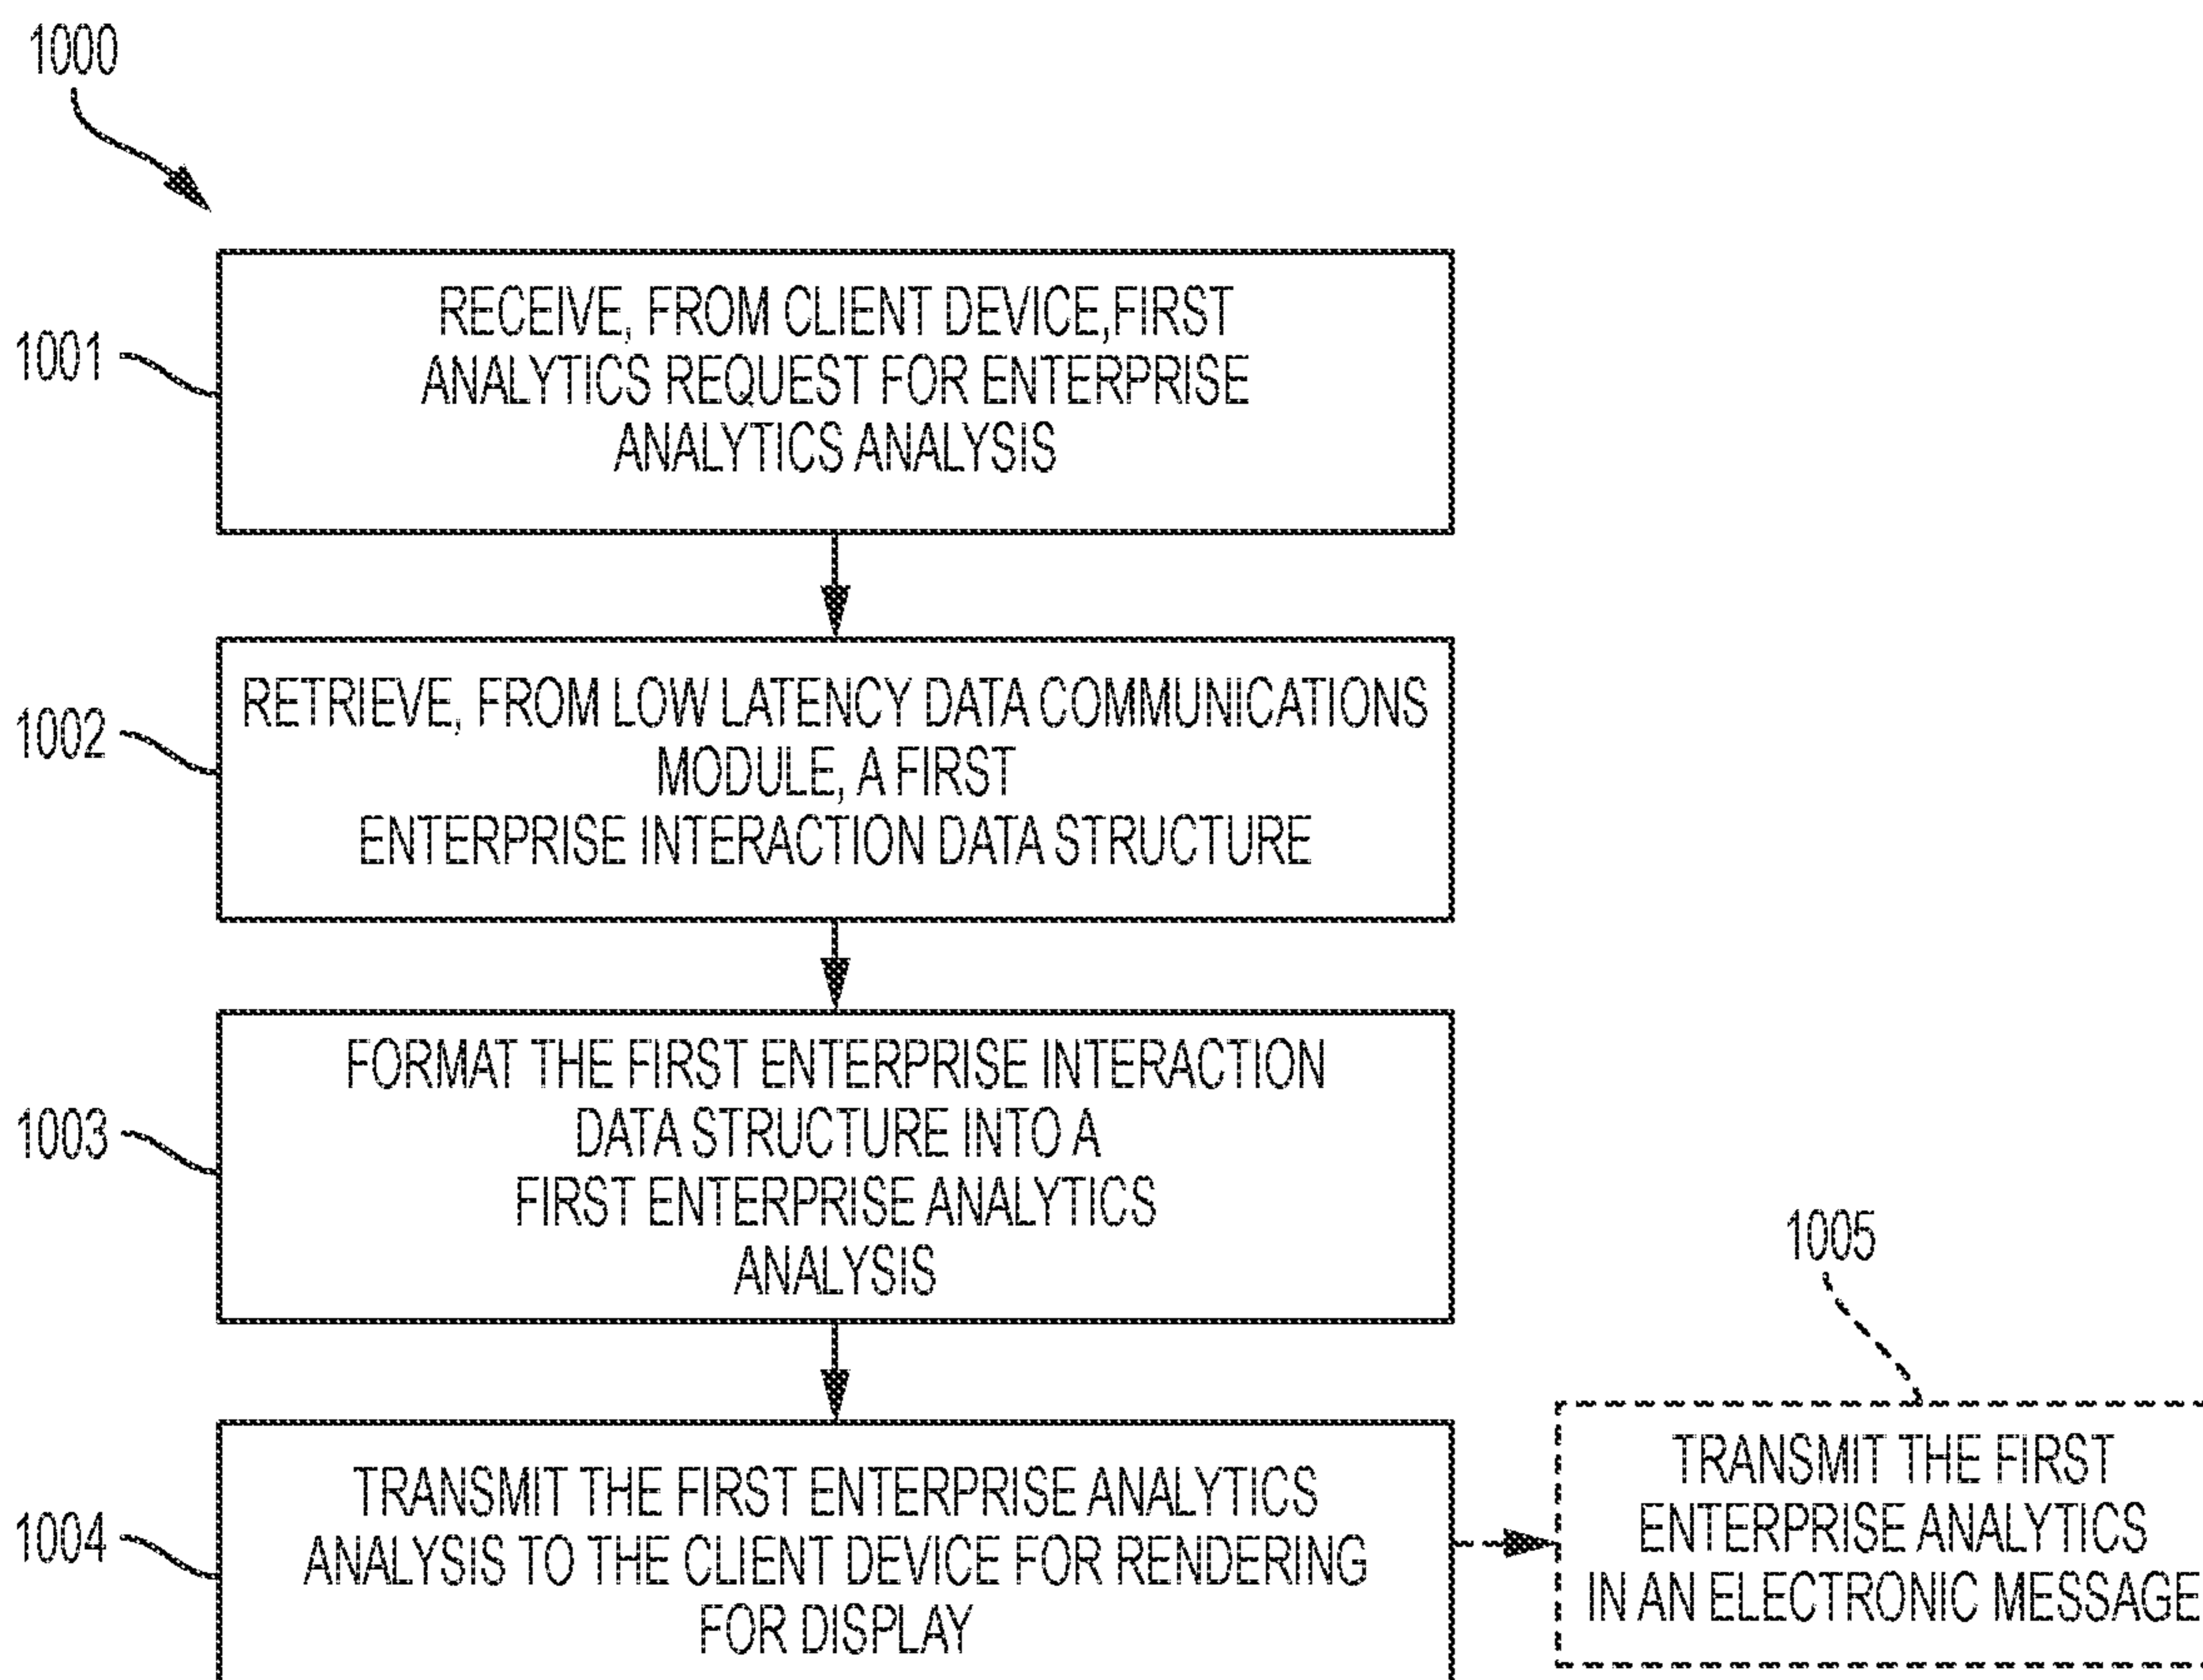 1000
1001
RECEIVE, FROM CLIENT DEVICE,FIRST
ANALYTICS REQUEST FOR ENTERPRISE
ANALYTICS ANALYSIS
1002
RETRIEVE, FROM LOW LATENCY DATA COMMUNICATIONS
MODULE, A FIRST
ENTERPRISE INTERACTION DATA STRUCTURE
1003
FORMAT THE FIRST ENTERPRISE INTERACTION
DATA STRUCTURE INTO A
FIRST ENTERPRISE ANALYTICS
ANALYSIS
1004
TRANSMIT THE FIRST ENTERPRISE ANALYTICS
ANALYSIS TO THE CLIENT DEVICE FOR RENDERING
FOR DISPLAY
1005
TRANSMIT THE FIRST
ENTERPRISE ANALYTICS
IN AN ELECTRONIC MESSAGE